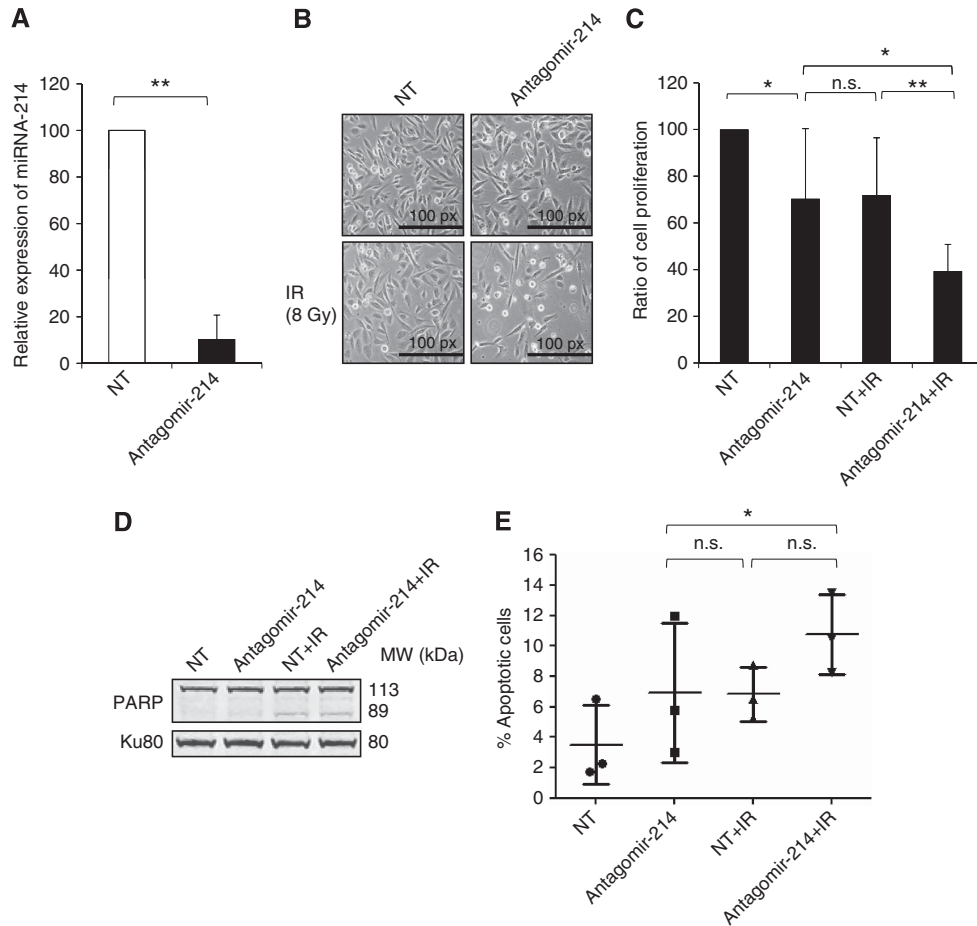 A
Relative expression of miRNA-214
120
100
80
60
40
20
0
**
NT
Antagomir-214
B
NT
Antagomir-214
100 px
100 px
IR
(8 Gy)
100 px
100 px
C
Ratio of cell proliferation
120
100
80
60
40
20
0
*
*
n.s.
**
NT
Antagomir-214
NT+IR
Antagomir-214+IR
D
NT
Antagomir-214
NT+IR
Antagomir-214+IR
MW (kDa)
PARP
113
89
Ku80
80
E
% Apoptotic cells
16
14
12
10
8
6
4
2
0
*
n.s.
n.s.
NT
Antagomir-214
NT+IR
Antagomir-214+IR